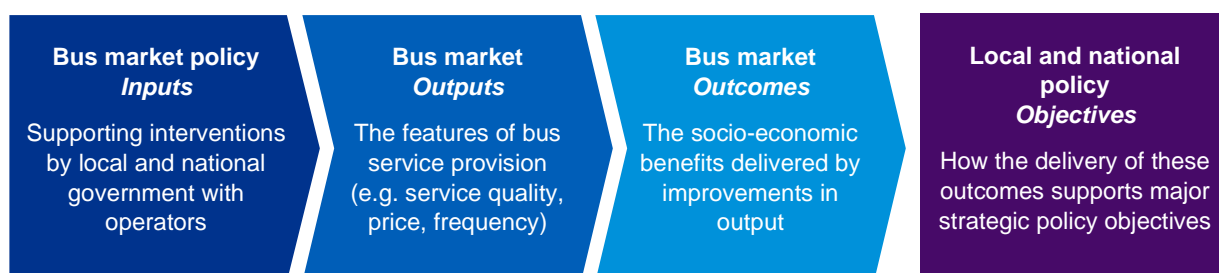 Bus market policy
Inputs
Supporting interventions
by local and national
government with
operators
Bus market
Outputs
The features of bus
service provision
(e.g. service quality,
price, frequency)
Bus market
Outcomes
The socio-economic
benefits delivered by
improvements in
output
Local and national
policy
Objectives
How the delivery of these
outcomes supports major
strategic policy objectives